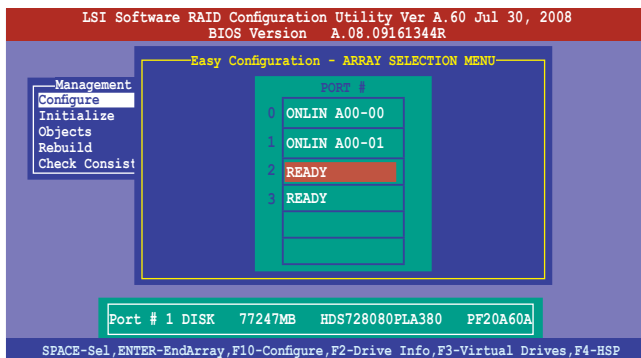 LSI Software RAID Configuration Utility Ver A.60 Jul 30, 2008
BIOS Version A.08.09161344R
Easy Configuration - ARRAY SELECTION MENU
Management
Configure
Initialize
Objects
Rebuild
Check Consist
PORT #
0 ONLIN A00-00
1 ONLIN A00-01
2 READY
3 READY
Port # 1 DISK 77247MB HDS728080PLA380 PF20A60A
SPACE-Sel,ENTER-EndArray,F10-Configure,F2-Drive Info,F3-Virtual Drives,F4-HSP